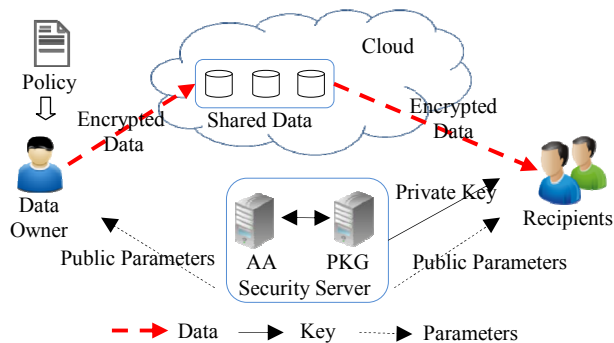 Cloud
Policy
Encrypted
Data
Shared Data
Encrypted
Data
Data
Owner
Private Key
Recipients
Public Parameters
AA
PKG
Public Parameters
Security Server
Data
Key
Parameters